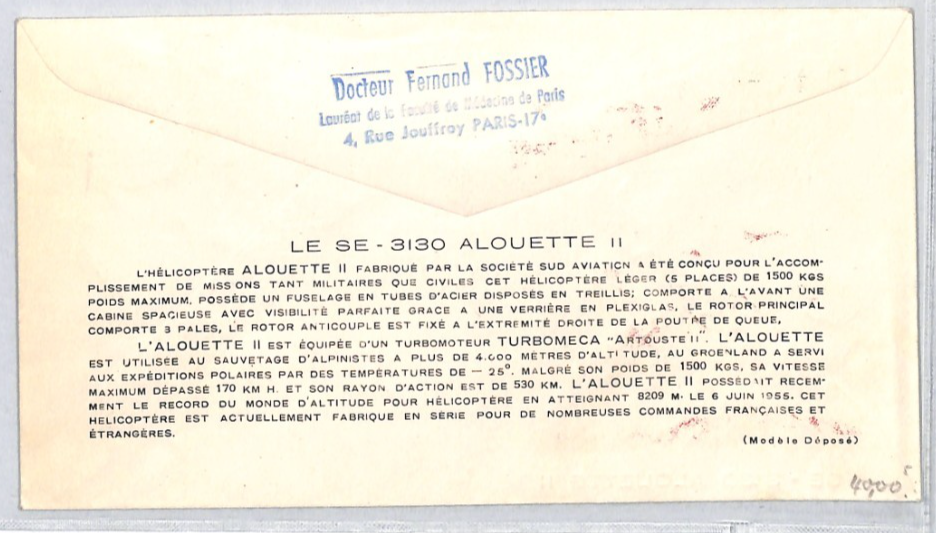 Docteur Fernand FOSSIER
Lauréat de la Faculté de Médecine de Paris
4, Rue Jouffroy PARIS-17e
LE SE - 3130 ALOUETTE II
L'HÉLICOPTÈRE ALOUETTE II FABRIQUÉ PAR LA SOCIÉTÉ SUD AVIATION A ÉTÉ CONÇU POUR L'ACCOM-
PLISSEMENT DE MISSIONS TANT MILITAIRES QUE CIVILES CET HÉLICOPTÈRE LÉGER (5 PLACES) DE 1500 KGS
POIDS MAXIMUM, POSSÈDE UN FUSELAGE EN TUBES D'ACIER DISPOSÉS EN TREILLIS; COMPORTE A L'AVANT UNE
CABINE SPACIEUSE AVEC VISIBILITÉ PARFAITE GRACE A UNE VERRIÈRE EN PLEXIGLAS, LE ROTOR PRINCIPAL
COMPORTE 3 PALES, LE ROTOR ANTICOUPLE EST FIXÉ A L'EXTREMITÉ DROITE DE LA POUTRE DE QUEUE,
L'ALOUETTE II EST ÉQUIPÉE D'UN TURBOMOTEUR TURBOMECA "ARTOUSTE II". L'ALOUETTE
EST UTILISÉE AU SAUVETAGE D'ALPINISTES A PLUS DE 4.000 MÈTRES D'ALTITUDE, AU GROENLAND A SERVI
AUX EXPÉDITIONS POLAIRES PAR DES TEMPÉRATURES DE — 25°. MALGRÉ SON POIDS DE 1500 KGS, SA VITESSE
MAXIMUM DÉPASSE 170 KM H. ET SON RAYON D'ACTION EST DE 530 KM. L'ALOUETTE II POSSÉDAIT RECEM-
MENT LE RECORD DU MONDE D'ALTITUDE POUR HÉLICOPTÈRE EN ATTEIGNANT 8209 M. LE 6 JUIN 1955. CET
HELICOPTÈRE EST ACTUELLEMENT FABRIQUE EN SÉRIE POUR DE NOMBREUSES COMMANDES FRANÇAISES ET
ÉTRANGÈRES.
(Modèle Déposé)
40,00